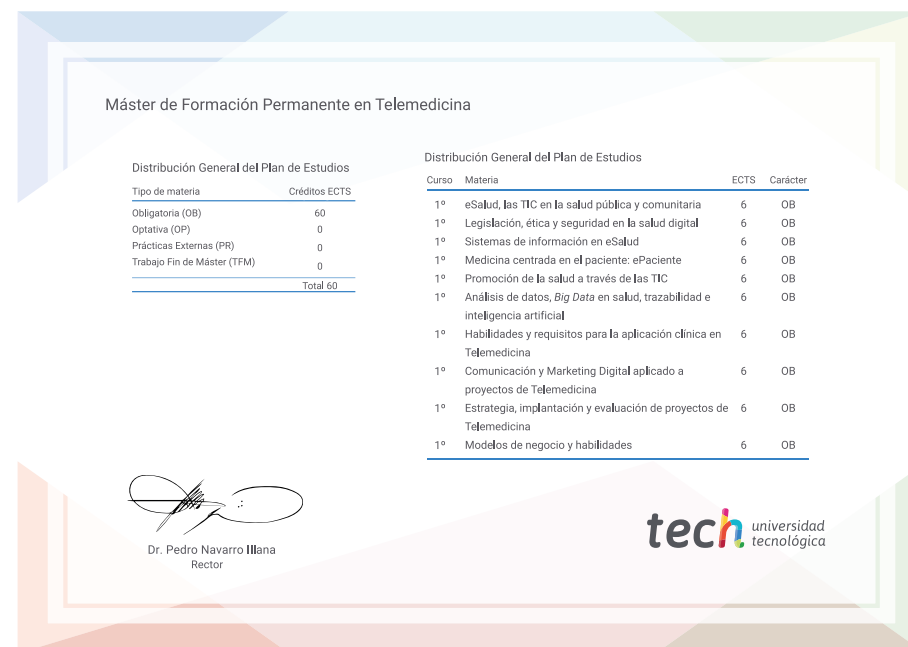 Máster de Formación Permanente en Telemedicina
Distribución General del Plan de Estudios
Tipo de materia Créditos ECTS
Obligatoria (OB) 60
Optativa (OP) 0
Prácticas Externas (PR) 0
Trabajo Fin de Máster (TFM) 0
Total 60
Distribución General del Plan de Estudios
Curso Materia ECTS Carácter
1º eSalud, las TIC en la salud pública y comunitaria 6 OB
1º Legislación, ética y seguridad en la salud digital 6 OB
1º Sistemas de información en eSalud 6 OB
1º Medicina centrada en el paciente: ePaciente 6 OB
1º Promoción de la salud a través de las TIC 6 OB
1º Análisis de datos, Big Data en salud, trazabilidad e 6 OB
inteligencia artificial
1º Habilidades y requisitos para la aplicación clínica en 6 OB
Telemedicina
1º Comunicación y Marketing Digital aplicado a 6 OB
proyectos de Telemedicina
1º Estrategia, implantación y evaluación de proyectos de 6 OB
Telemedicina
1º Modelos de negocio y habilidades 6 OB
Dr. Pedro Navarro Illana
Rector
tech universidad
tecnológica